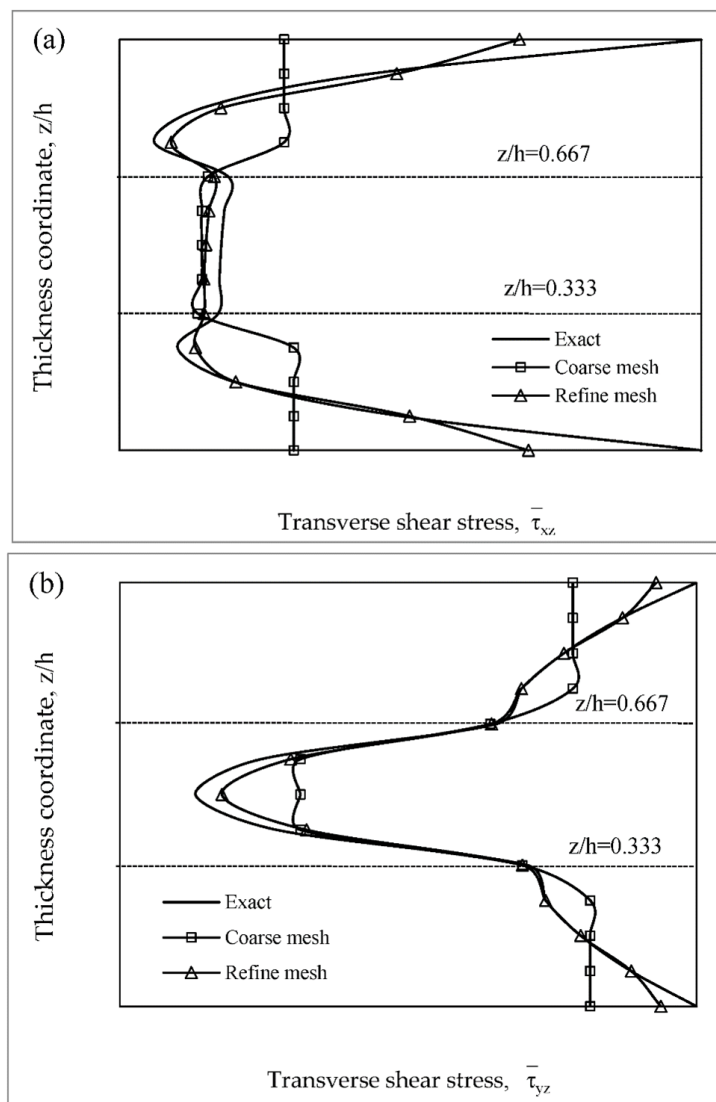 (a)
Thickness coordinate, z/h
z/h=0.667
z/h=0.333
Exact
Coarse mesh
Refine mesh
Transverse shear stress, τ̅xz
(b)
Thickness coordinate, z/h
z/h=0.667
z/h=0.333
Exact
Coarse mesh
Refine mesh
Transverse shear stress, τ̅yz